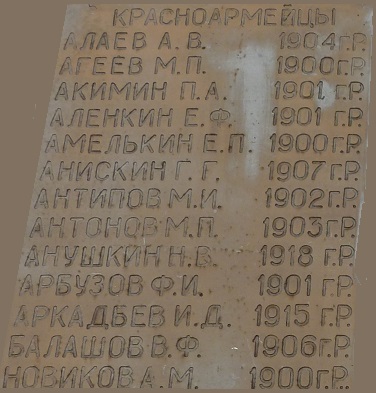 КРАСНОАРМЕЙЦЫ
АЛАЕВ А.В. 1904 г.р.
АГЕЕВ М.П. 1900 г.р.
АКИМИН П.А. 1901 г.р.
АЛЕНКИН Е.Ф. 1901 г.р.
АМЕЛЬКИН Е.П. 1900 г.р.
АНИСКИН Г.Г. 1907 г.р.
АНТИПОВ М.И. 1902 г.р.
АНТОНОВ М.П. 1903 г.р.
АНУШКИН Н.В. 1918 г.р.
АРБУЗОВ Ф.И. 1901 г.р.
АРКАДЬЕВ И.Д. 1915 г.р.
БАЛАШОВ В.Ф. 1906 г.р.
НОВИКОВ А.М. 1900 г.р.